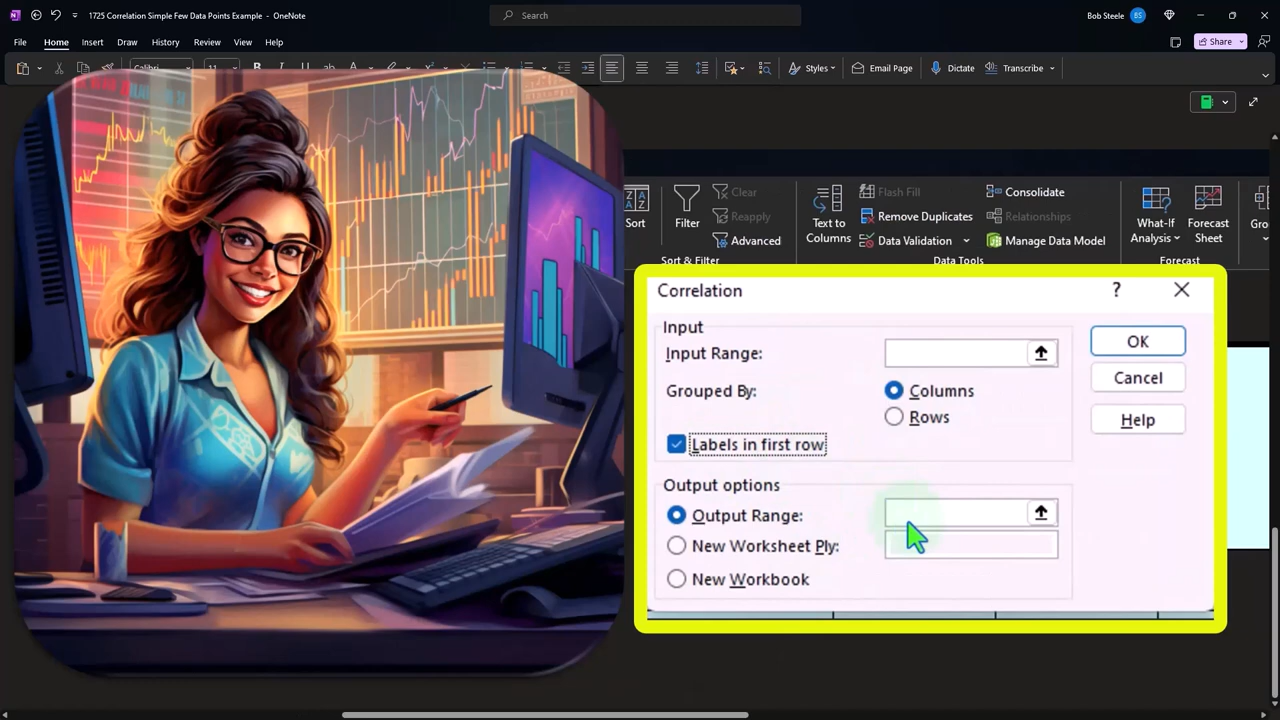 1725 Correlation Simple Few Data Points Example - OneNote
Search
Bob Steele
BS
File
Home
Insert
Draw
History
Review
View
Help
Share
Calibri
11
B
I
U
ab
A
Styles
Email Page
Dictate
Transcribe
Sort
Filter
Clear
Reapply
Advanced
Sort & Filter
Text to
Columns
Flash Fill
Remove Duplicates
Data Validation
Consolidate
Relationships
Manage Data Model
Data Tools
What-If
Analysis
Forecast
Sheet
Forecast
Correlation
?
Input
Input Range:
Grouped By:
Columns
Rows
Labels in first row
OK
Cancel
Help
Output options
Output Range:
New Worksheet Ply:
New Workbook